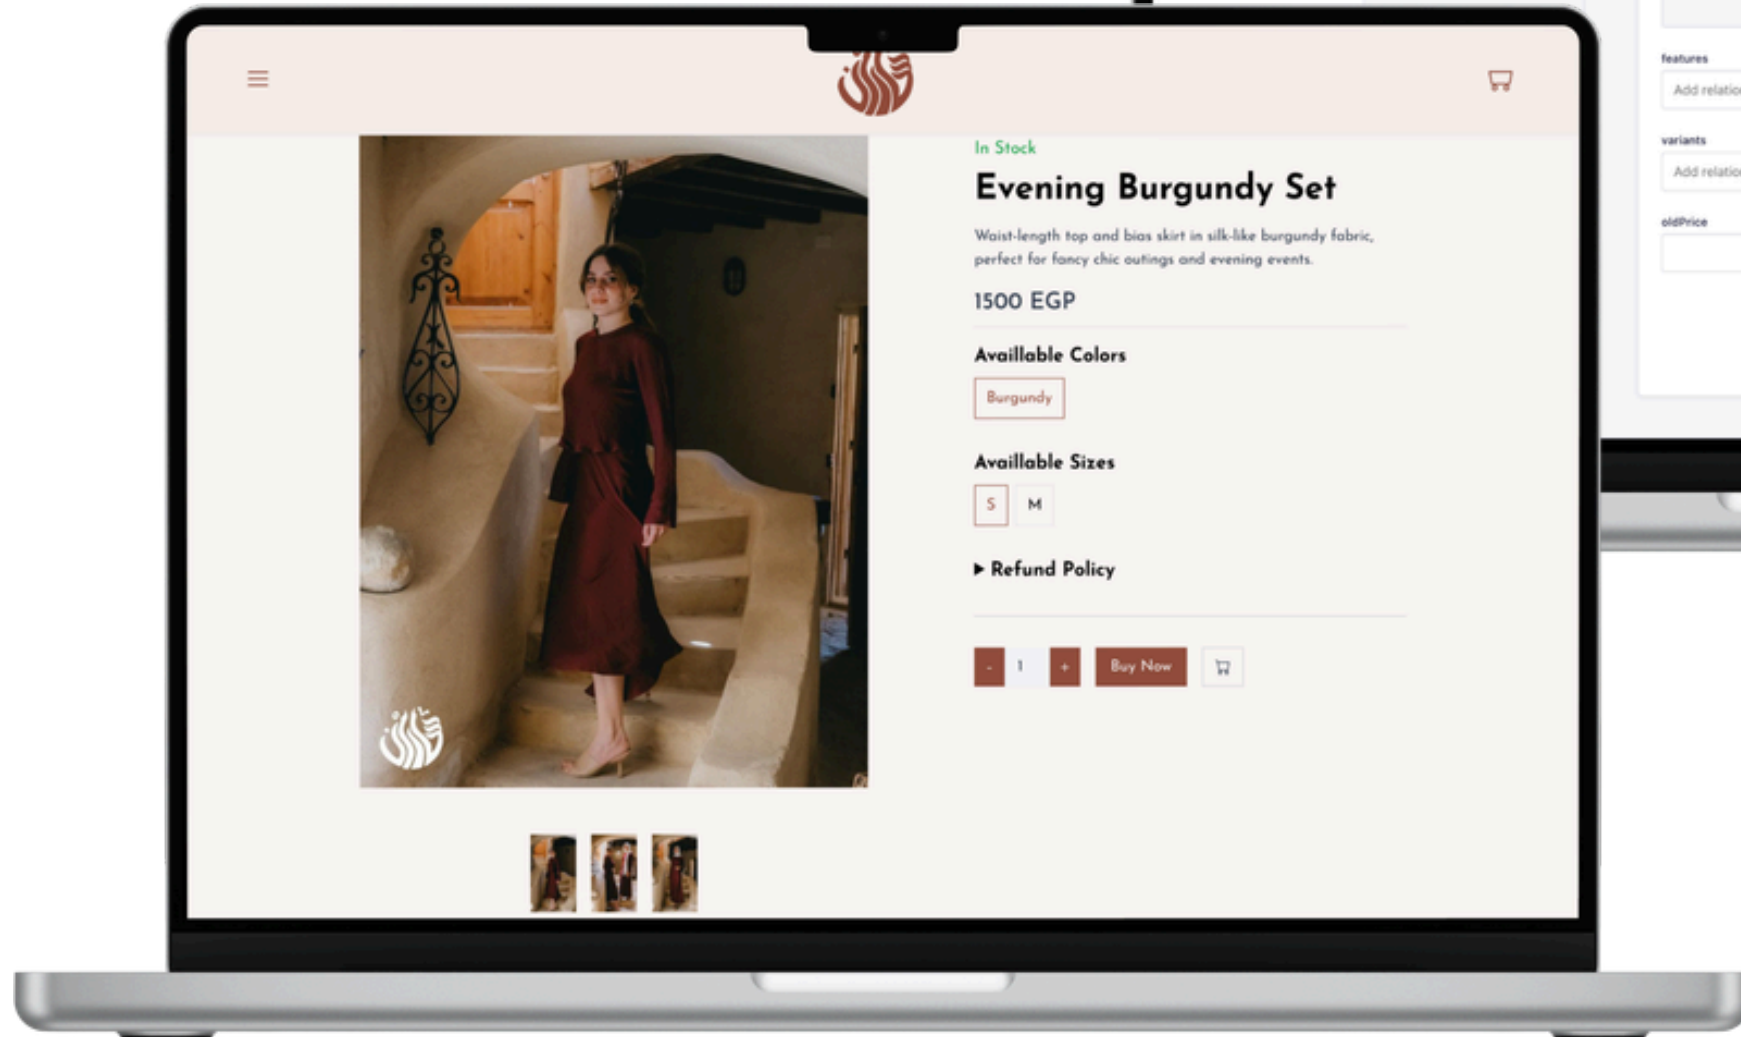 In Stock
Evening Burgundy Set
Waist-length top and bias skirt in silk-like burgundy fabric,
perfect for fancy chic outings and evening events.
1500 EGP
Availlable Colors
Burgundy
Availlable Sizes
S M
Refund Policy
- 1 + Buy Now
features
Add relatio
variants
Add relatio
oldPrice